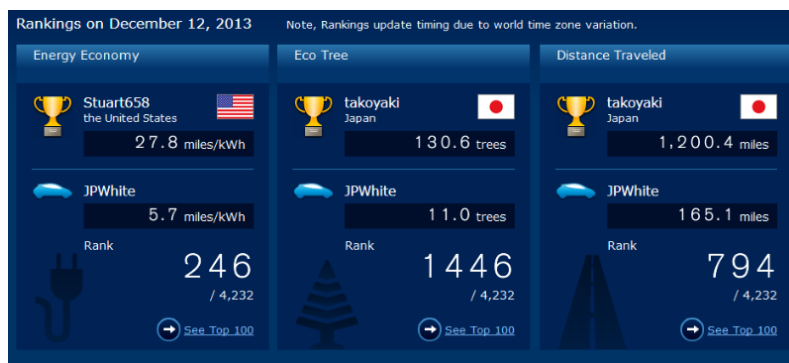 Rankings on December 12, 2013 Note, Rankings update timing due to world time zone variation.
Energy Economy
Stuart658
the United States
27.8 miles/kWh
JPWhite
5.7 miles/kWh
Rank
246
/ 4,232
See Top 100
Eco Tree
takoyaki
Japan
130.6 trees
JPWhite
11.0 trees
Rank
1446
/ 4,232
See Top 100
Distance Traveled
takoyaki
Japan
1,200.4 miles
JPWhite
165.1 miles
Rank
794
/ 4,232
See Top 100